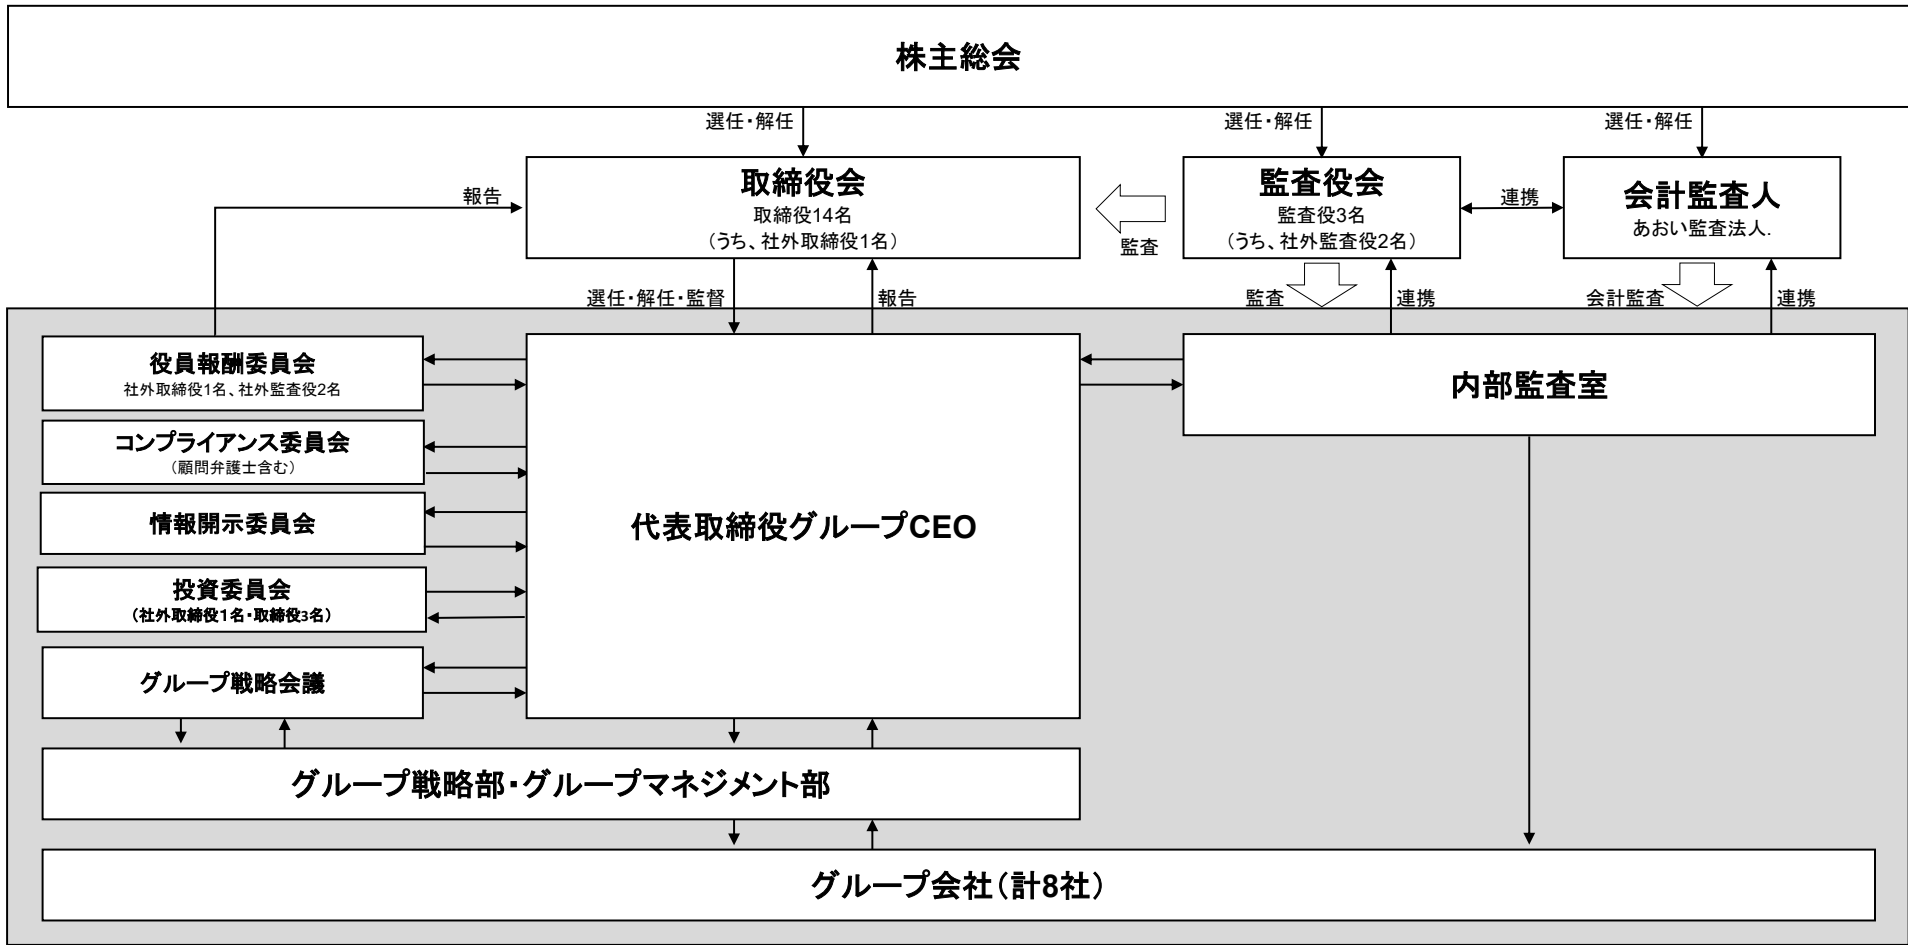 株主総会
選任・解任
選任・解任
選任・解任
取締役会
取締役14名
（うち、社外取締役1名）
監査役会
監査役3名
（うち、社外監査役2名）
会計監査人
あおい監査法人.
報告
監査
連携
選任・解任・監督
報告
監査
連携
会計監査
連携
役員報酬委員会
社外取締役1名、社外監査役2名
コンプライアンス委員会
（顧問弁護士含む）
情報開示委員会
投資委員会
（社外取締役１名・取締役3名）
グループ戦略会議
代表取締役グループCEO
内部監査室
グループ戦略部・グループマネジメント部
グループ会社（計8社）